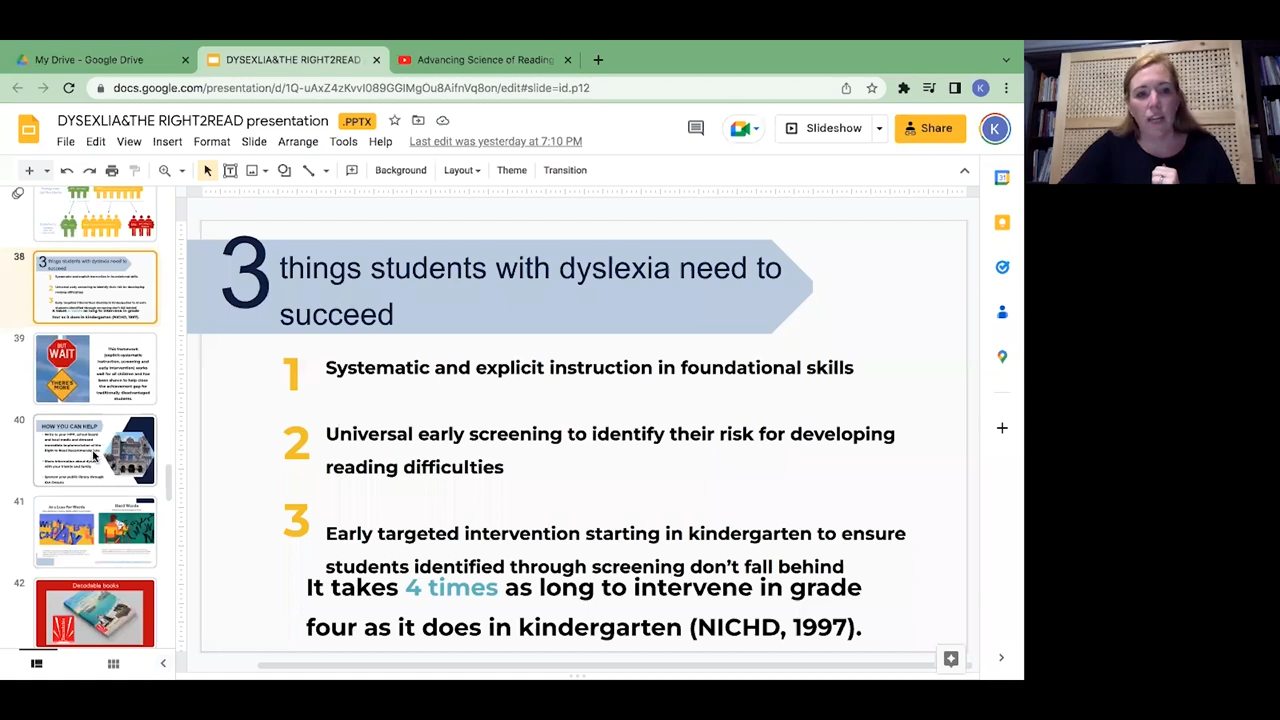 My Drive - Google Drive
DYSEXLIA&THE RIGHT2READ
Advancing Science of Reading
docs.google.com/presentation/d/1Q-uAxZ4zKvvI089GGIMgOu8AifnVq8on/edit#slide=id.p12
K
DYSEXLIA&THE RIGHT2READ presentation
.PPTX
File Edit View Insert Format Slide Arrange Tools Help
Last edit was yesterday at 7:10 PM
Slideshow
Share
K
Background Layout Theme Transition
38
3 things students with dyslexia need to
succeed
1 Systematic and explicit instruction in foundational skills
2 Universal early screening to identify their risk for developing
reading difficulties
3 Early targeted intervention starting in kindergarten to ensure
students identified through screening don't fall behind
It takes 4 times as long to intervene in grade
four as it does in kindergarten (NICHD, 1997).
39
BUT
WAIT
THERE'S
MORE
40
HOW YOU CAN HELP
41
42
Decodable books
31